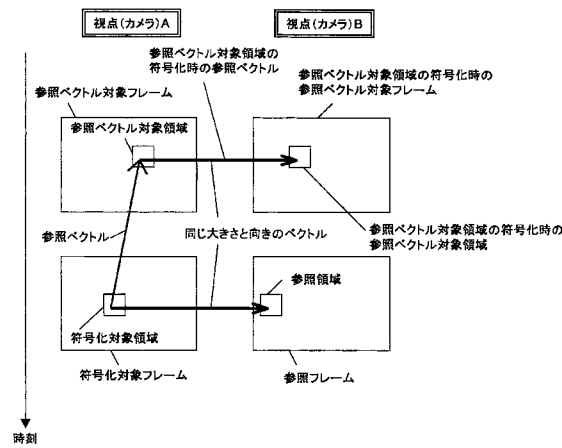 視点(カメラ)A
視点(カメラ)B
参照ベクトル対象領域の
符号化時の参照ベクトル
参照ベクトル対象領域の符号化時の
参照ベクトル対象フレーム
参照ベクトル対象フレーム
参照ベクトル対象領域
参照ベクトル
同じ大きさと向きのベクトル
参照ベクトル対象領域の符号化時の
参照ベクトル対象領域
参照領域
符号化対象領域
符号化対象フレーム
参照フレーム
時刻